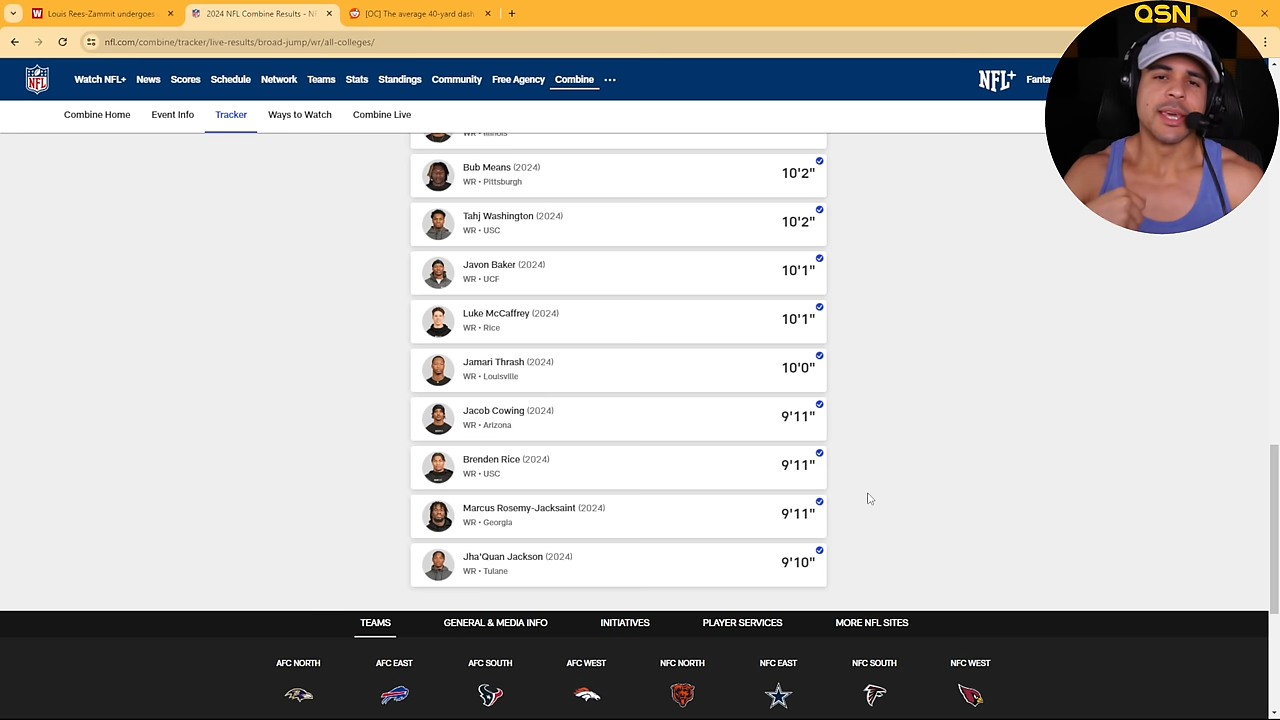 Louis Rees-Zammit undergoes
2024 NFL Combine Results - N
[OC] The average 40-yard dash
QSN
nfl.com/combine/tracker/live-results/broad-jump/wr/all-colleges/
NFL
Watch NFL+ News Scores Schedule Network Teams Stats Standings Community Free Agency Combine
NFL+ Fanta
QSN
Combine Home Event Info Tracker Ways to Watch Combine Live
WR • Illinois
Bub Means (2024)
WR • Pittsburgh
10'2"
Tahj Washington (2024)
WR • USC
10'2"
Javon Baker (2024)
WR • UCF
10'1"
Luke McCaffrey (2024)
WR • Rice
10'1"
Jamari Thrash (2024)
WR • Louisville
10'0"
Jacob Cowing (2024)
WR • Arizona
9'11"
Brenden Rice (2024)
WR • USC
9'11"
Marcus Rosemy-Jacksaint (2024)
WR • Georgia
9'11"
Jha'Quan Jackson (2024)
WR • Tulane
9'10"
TEAMS GENERAL & MEDIA INFO INITIATIVES PLAYER SERVICES MORE NFL SITES
AFC NORTH AFC EAST AFC SOUTH AFC WEST NFC NORTH NFC EAST NFC SOUTH NFC WEST